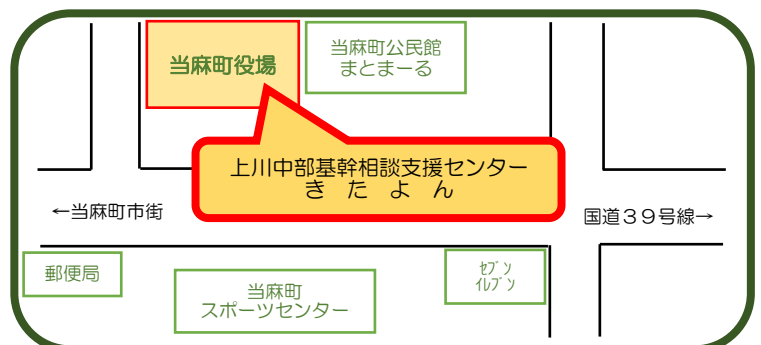 当麻町役場
当麻町公民館
まとまーる
上川中部基幹相談支援センター
きたよん
←当麻町市街
国道39号線→
郵便局
当麻町
スポーツセンター
ｾﾌﾞﾝ
ｲﾚﾌﾞﾝ